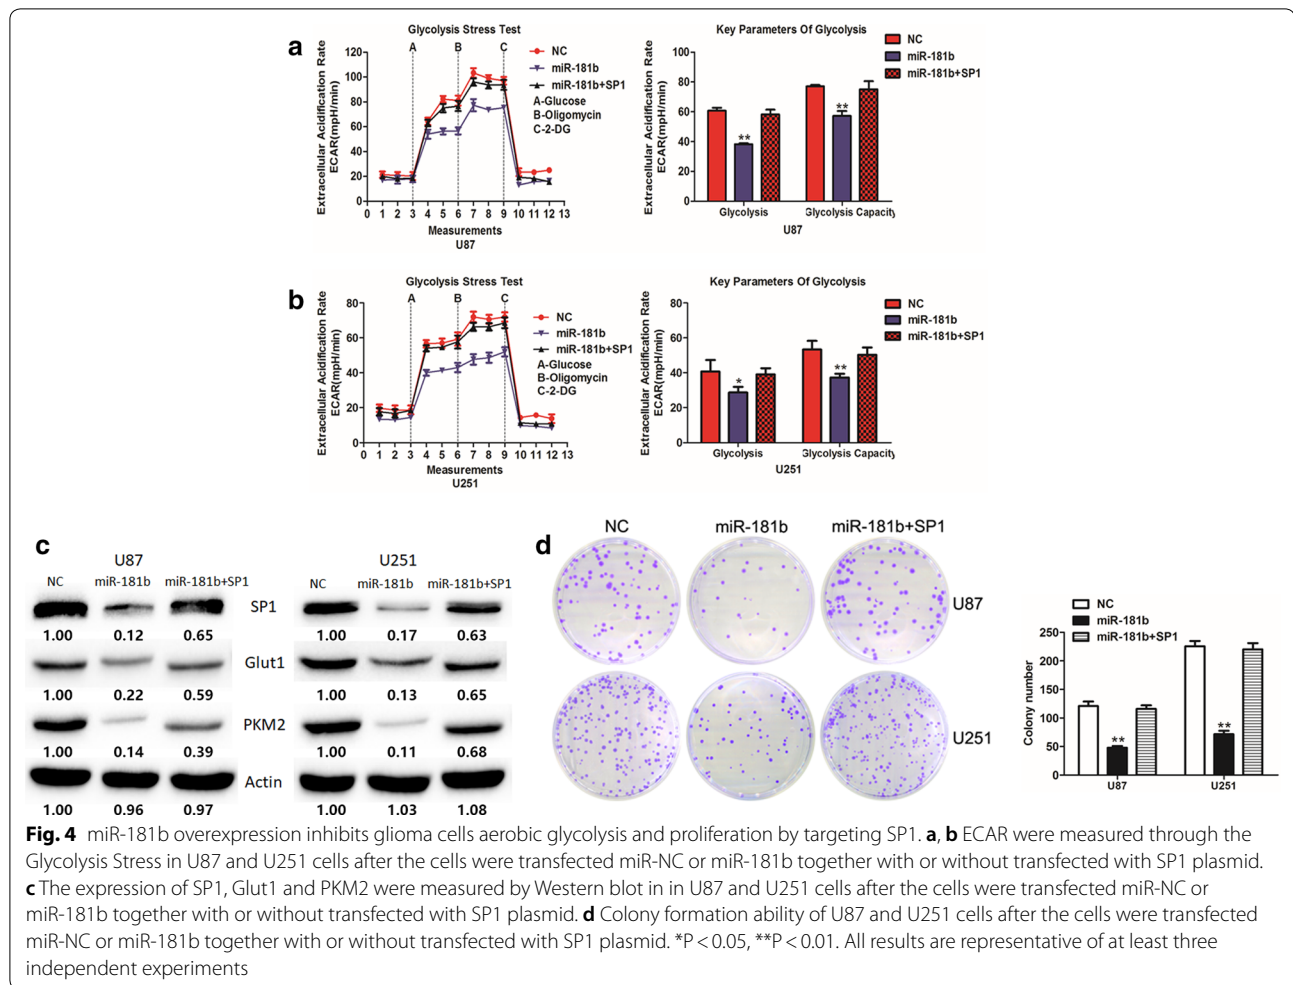 a
Glycolysis Stress Test
A B C
Extracellular Acidification Rate
ECAR(mpH/min)
120
100
80
60
40
20
0
0 1 2 3 4 5 6 7 8 9 10 11 12 13
Measurements
U87
NC
miR-181b
miR-181b+SP1
A-Glucose
B-Oligomycin
C-2-DG
Key Parameters Of Glycolysis
Extracellular Acidification Rate
ECAR(mpH/min)
100
80
60
40
20
0
**
**
Glycolysis Glycolysis Capacity
U87
NC
miR-181b
miR-181b+SP1
b
Glycolysis Stress Test
A B C
Extracellular Acidification Rate
ECAR(mpH/min)
80
60
40
20
0
0 1 2 3 4 5 6 7 8 9 10 11 12 13
Measurements
U251
NC
miR-181b
miR-181b+SP1
A-Glucose
B-Oligomycin
C-2-DG
Key Parameters Of Glycolysis
Extracellular Acidification Rate
ECAR(mpH/min)
80
60
40
20
0
*
**
Glycolysis Glycolysis Capacity
U251
NC
miR-181b
miR-181b+SP1
c
U87 U251
NC miR-181b miR-181b+SP1 NC miR-181b miR-181b+SP1
SP1
1.00 0.12 0.65 1.00 0.17 0.63
Glut1
1.00 0.22 0.59 1.00 0.13 0.65
PKM2
1.00 0.14 0.39 1.00 0.11 0.68
Actin
1.00 0.96 0.97 1.00 1.03 1.08
d
NC miR-181b miR-181b+SP1
U87
U251
NC
miR-181b
miR-181b+SP1
Colony number
250
200
150
100
50
0
**
**
U87 U251
Fig. 4 miR-181b overexpression inhibits glioma cells aerobic glycolysis and proliferation by targeting SP1. a, b ECAR were measured through the
Glycolysis Stress in U87 and U251 cells after the cells were transfected miR-NC or miR-181b together with or without transfected with SP1 plasmid.
c The expression of SP1, Glut1 and PKM2 were measured by Western blot in in U87 and U251 cells after the cells were transfected miR-NC or
miR-181b together with or without transfected with SP1 plasmid. d Colony formation ability of U87 and U251 cells after the cells were transfected
miR-NC or miR-181b together with or without transfected with SP1 plasmid. *P < 0.05, **P < 0.01. All results are representative of at least three
independent experiments